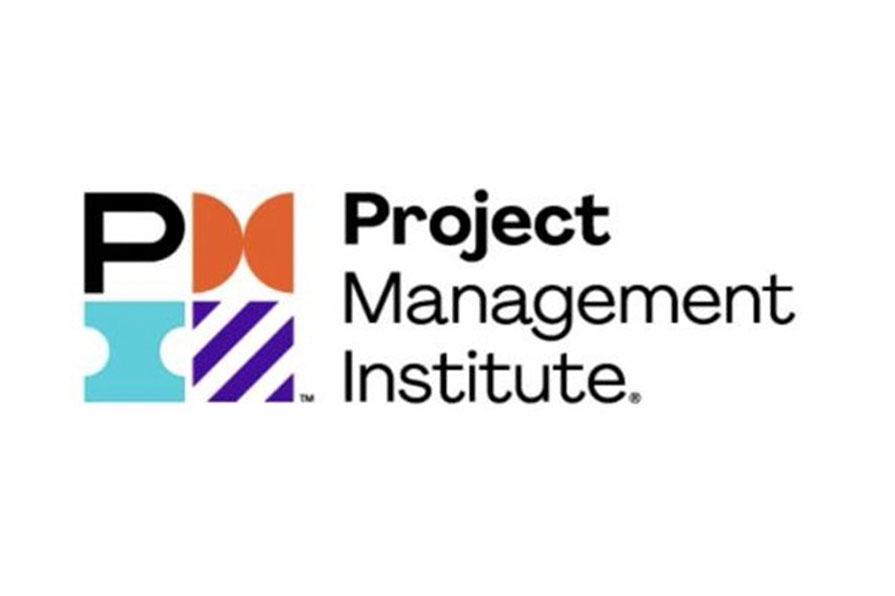 P
Project
Management
Institute.®
™